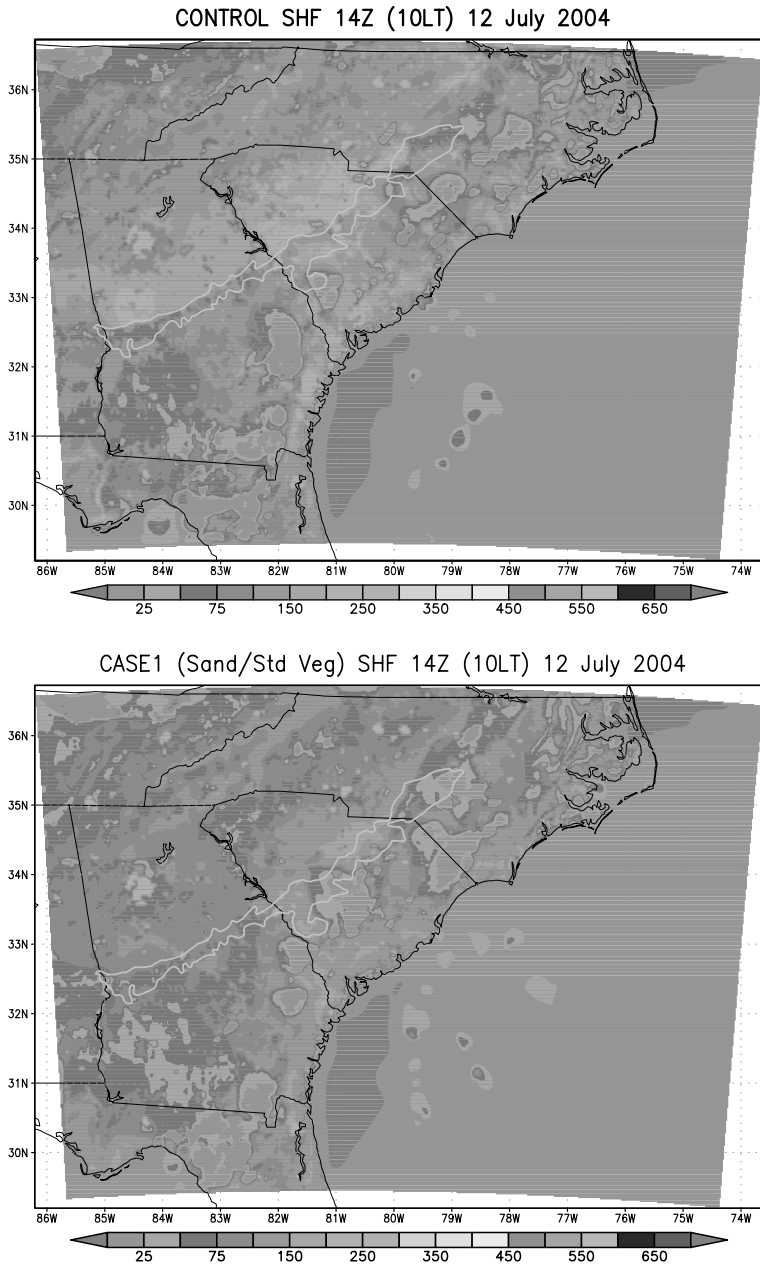 CONTROL SHF 14Z (10LT) 12 July 2004
36N
35N
34N
33N
32N
31N
30N
86W 85W 84W 83W 82W 81W 80W 79W 78W 77W 76W 75W 74W
25 75 150 250 350 450 550 650
CASE1 (Sand/Std Veg) SHF 14Z (10LT) 12 July 2004
36N
35N
34N
33N
32N
31N
30N
86W 85W 84W 83W 82W 81W 80W 79W 78W 77W 76W 75W 74W
25 75 150 250 350 450 550 650